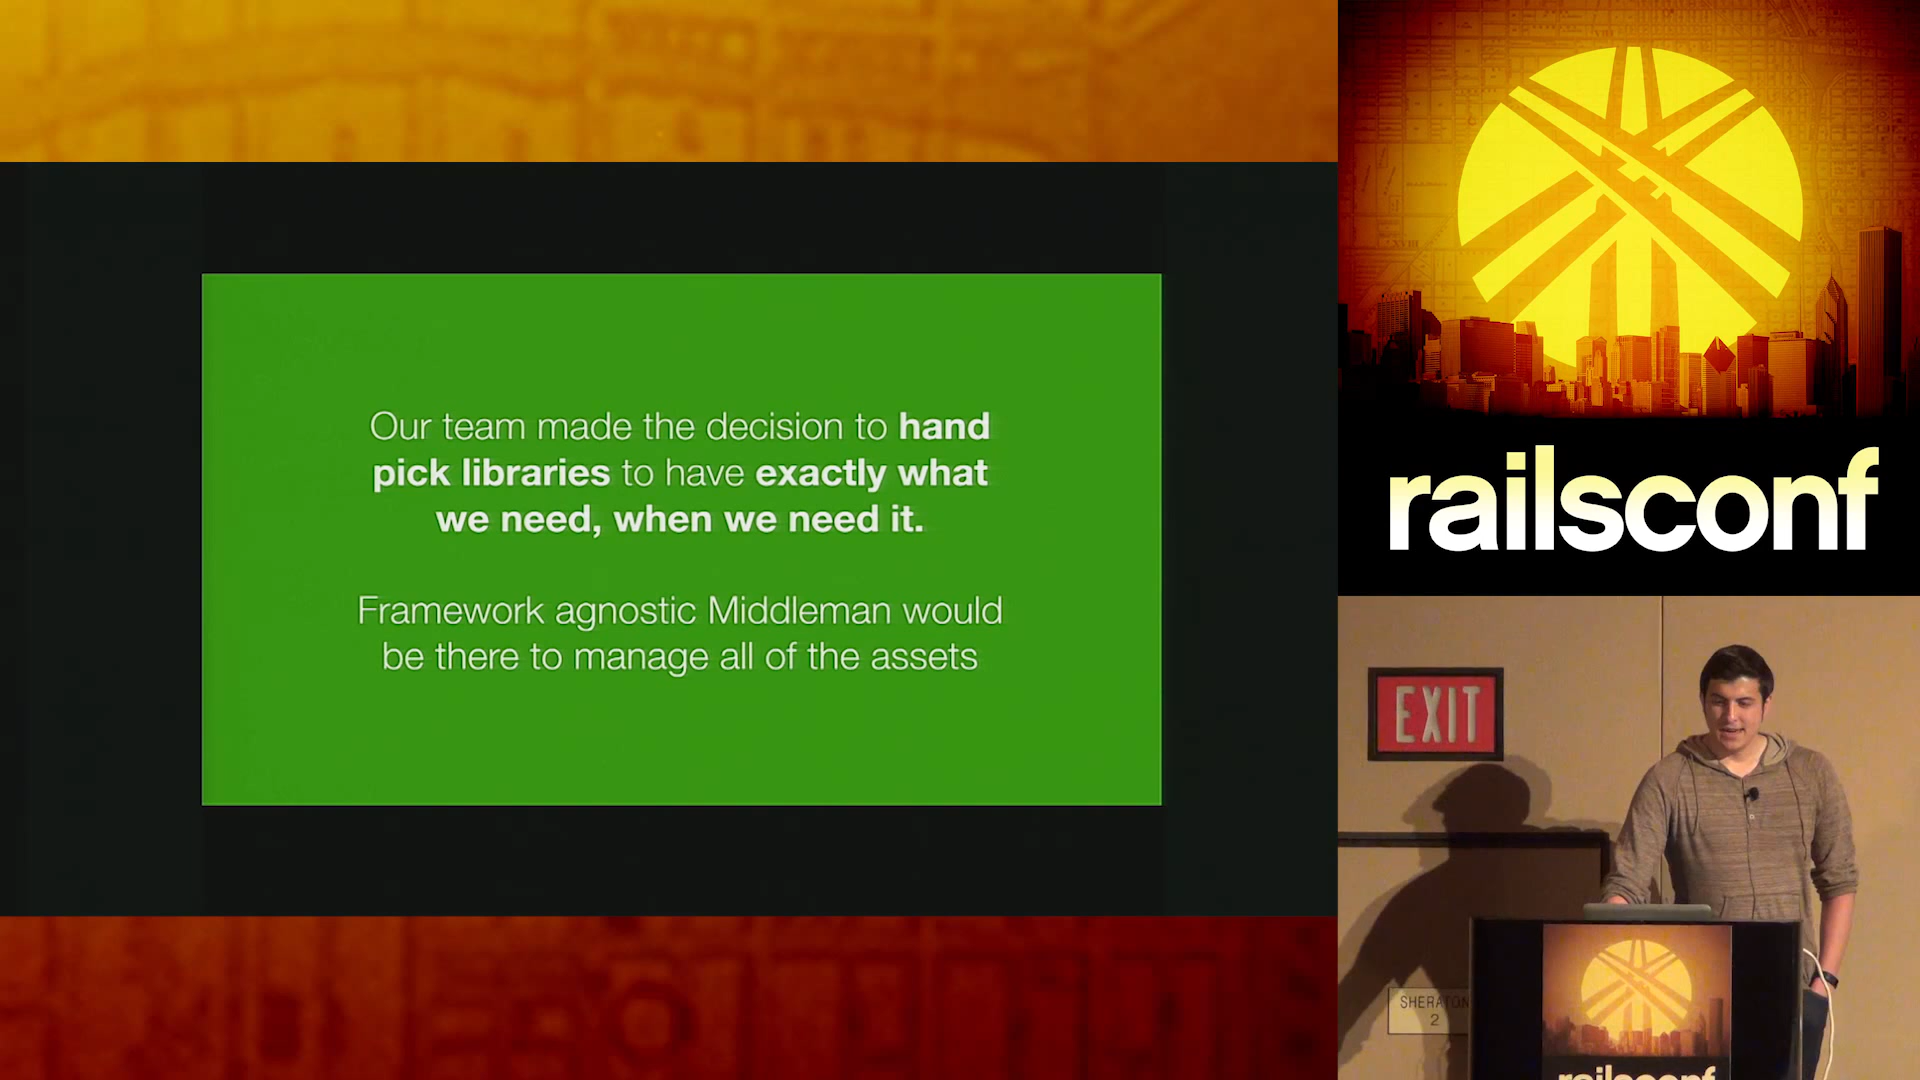 Our team made the decision to hand
pick libraries to have exactly what
we need, when we need it.
Framework agnostic Middleman would
be there to manage all of the assets
railsconf
EXIT
SHERATON
2
railsconf